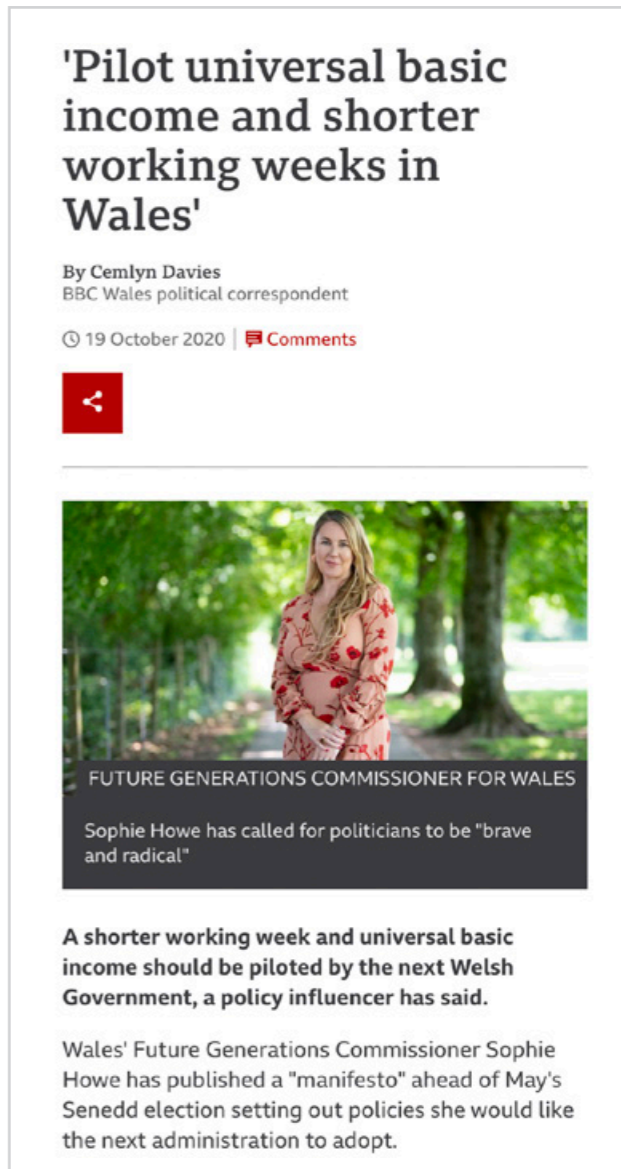 'Pilot universal basic
income and shorter
working weeks in
Wales'
By Cemlyn Davies
BBC Wales political correspondent
19 October 2020 | Comments
FUTURE GENERATIONS COMMISSIONER FOR WALES
Sophie Howe has called for politicians to be "brave
and radical"
A shorter working week and universal basic
income should be piloted by the next Welsh
Government, a policy influencer has said.
Wales' Future Generations Commissioner Sophie
Howe has published a "manifesto" ahead of May's
Senedd election setting out policies she would like
the next administration to adopt.